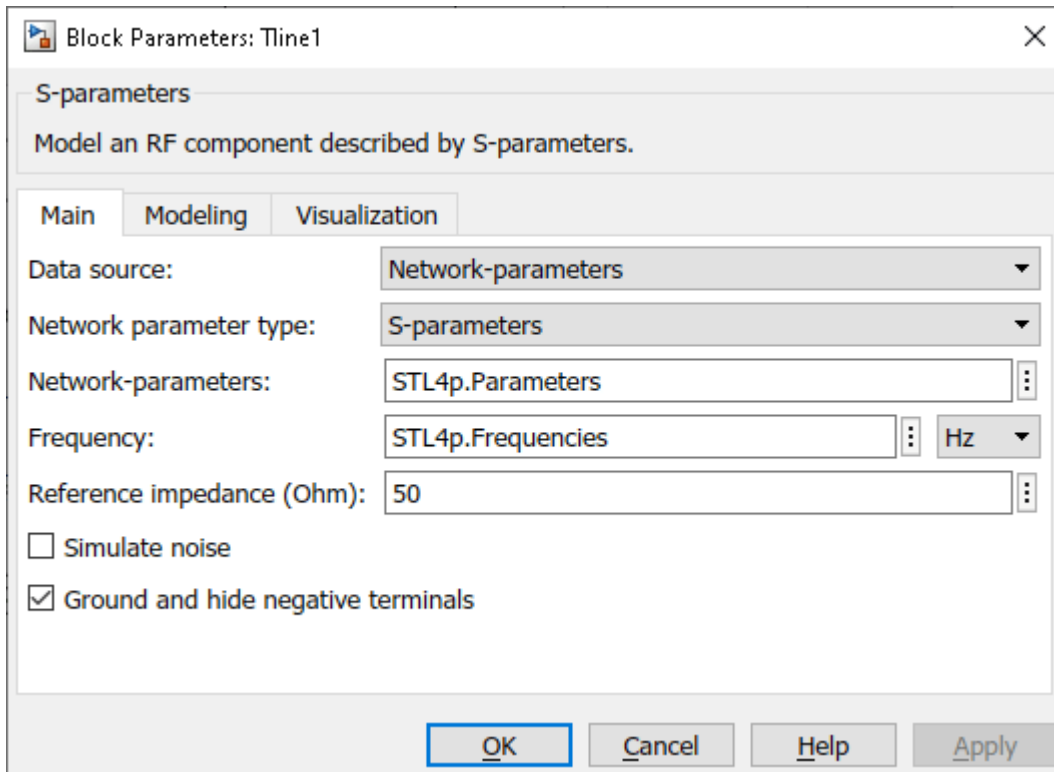 Block Parameters: Tline1
S-parameters
Model an RF component described by S-parameters.
Main Modeling Visualization
Data source: Network-parameters
Network parameter type: S-parameters
Network-parameters: STL4p.Parameters
Frequency: STL4p.Frequencies Hz
Reference impedance (Ohm): 50
Simulate noise
Ground and hide negative terminals
OK Cancel Help Apply